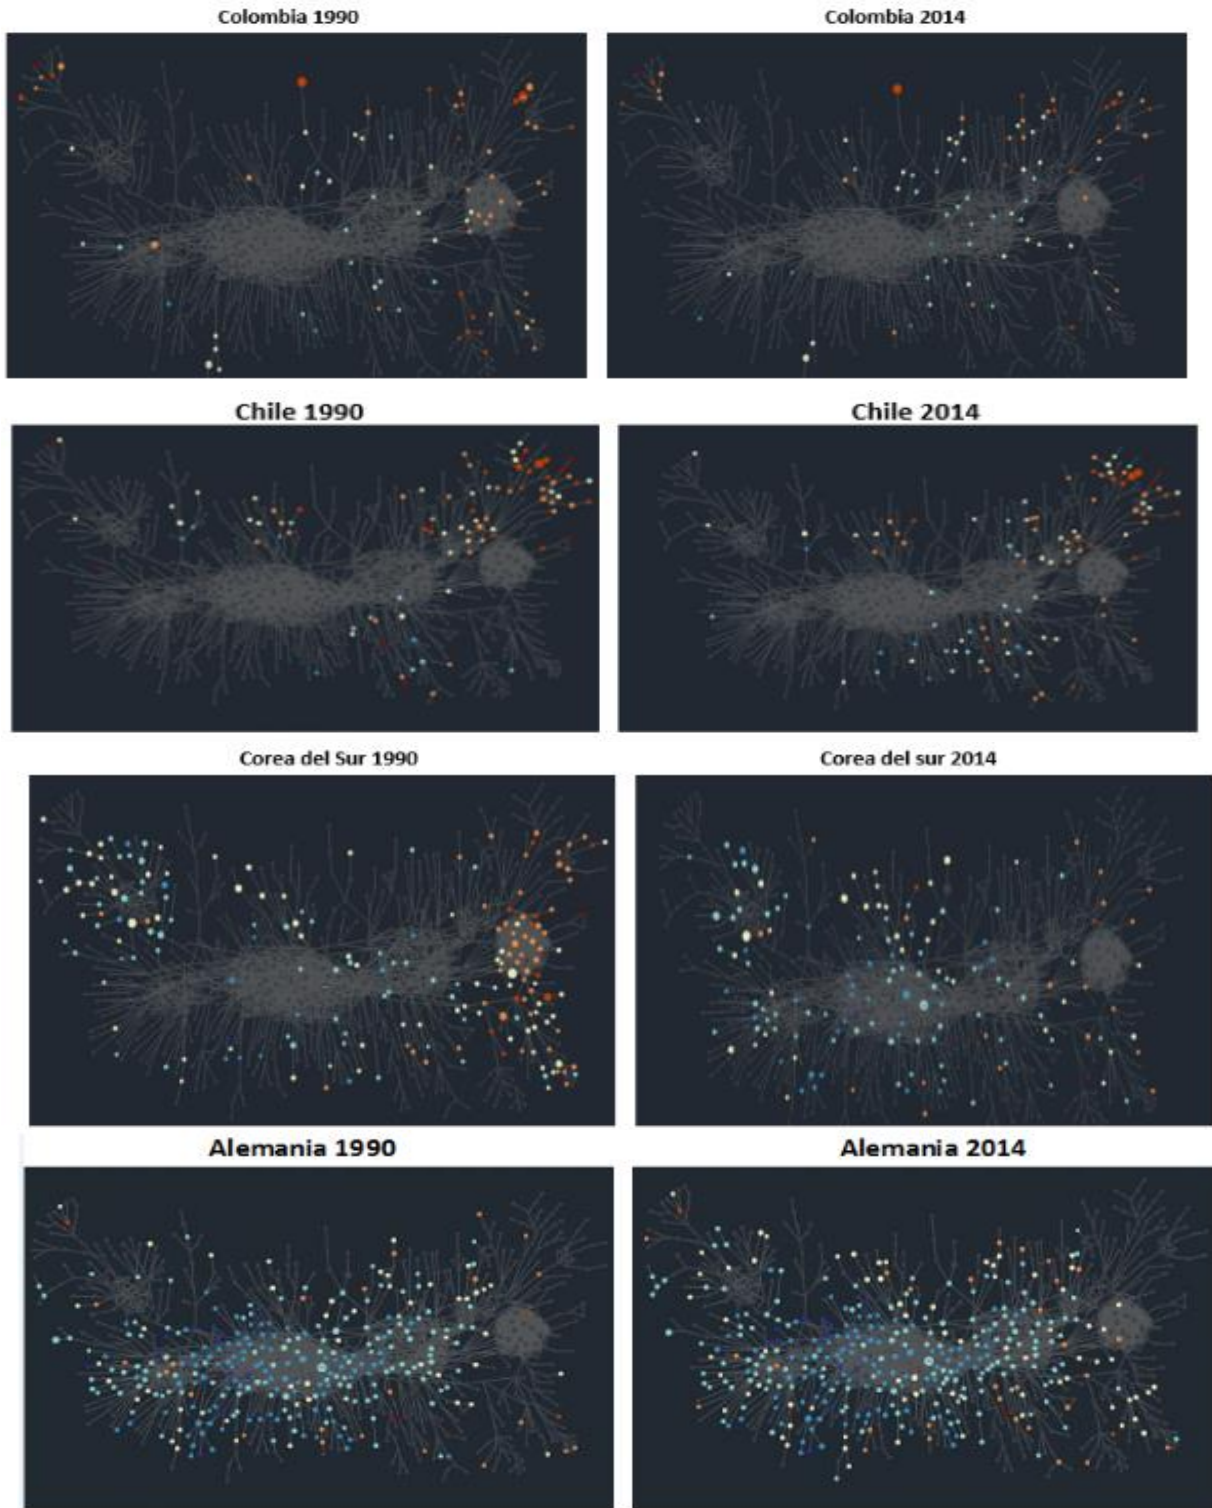 Colombia 1990
Colombia 2014
Chile 1990
Chile 2014
Corea del Sur 1990
Corea del sur 2014
Alemania 1990
Alemania 2014